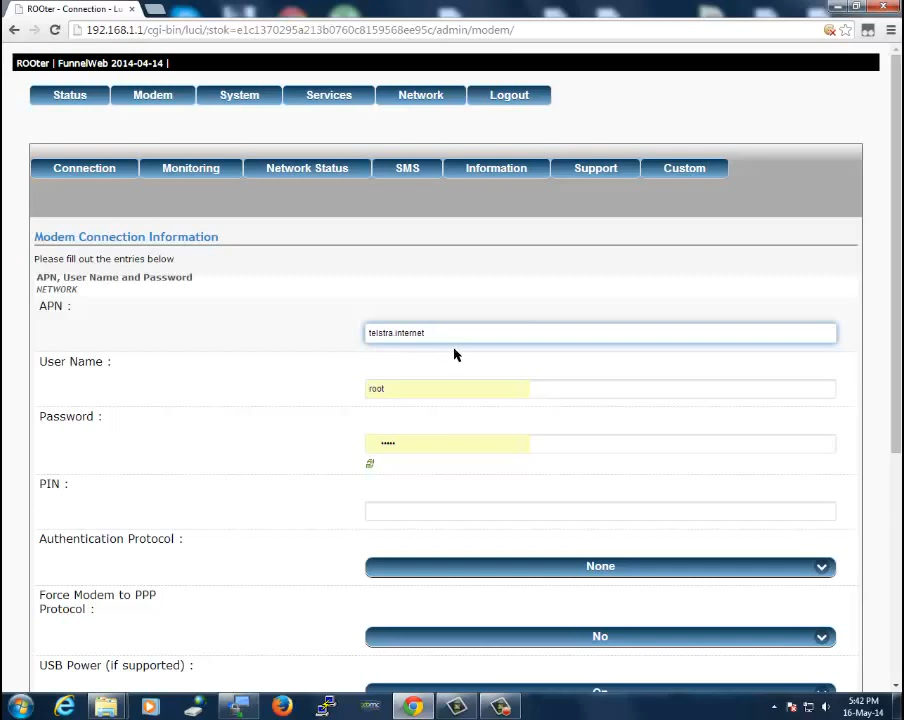 ROOter - Connection - Lu
192.168.1.1/cgi-bin/luci/;stok=e1c1370295a213b0760c8159568ee95c/admin/modem/
ROOter | FunnelWeb 2014-04-14 |
Status Modem System Services Network Logout
Connection Monitoring Network Status SMS Information Support Custom
Modem Connection Information
Please fill out the entries below
APN, User Name and Password
NETWORK
APN :
telstra.internet
User Name :
root
Password :
•••••
PIN :
Authentication Protocol :
None
Force Modem to PPP
Protocol :
No
USB Power (if supported) :
On
5:42 PM
16-May-14